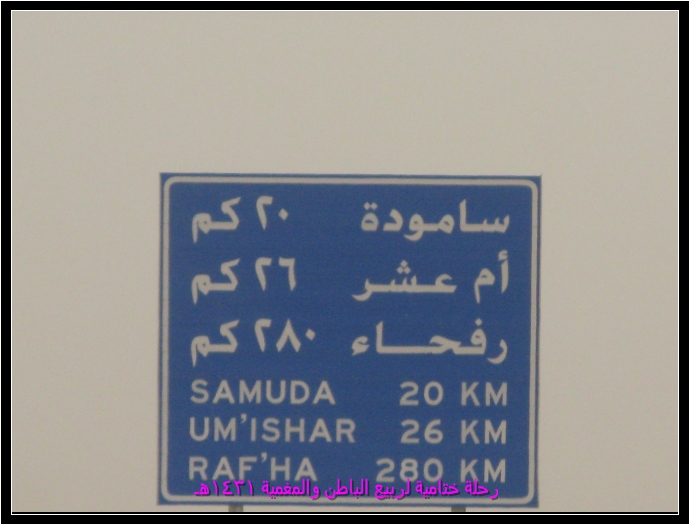 سامودة ٢٠ كم
أم عشر ٢٦ كم
رفحاء ٢٨٠ كم
SAMUDA 20 KM
UM'ISHAR 26 KM
RAF'HA 280 KM
رحلة ختامية لربيع الباطن والمغمية ١٤٣١هـ